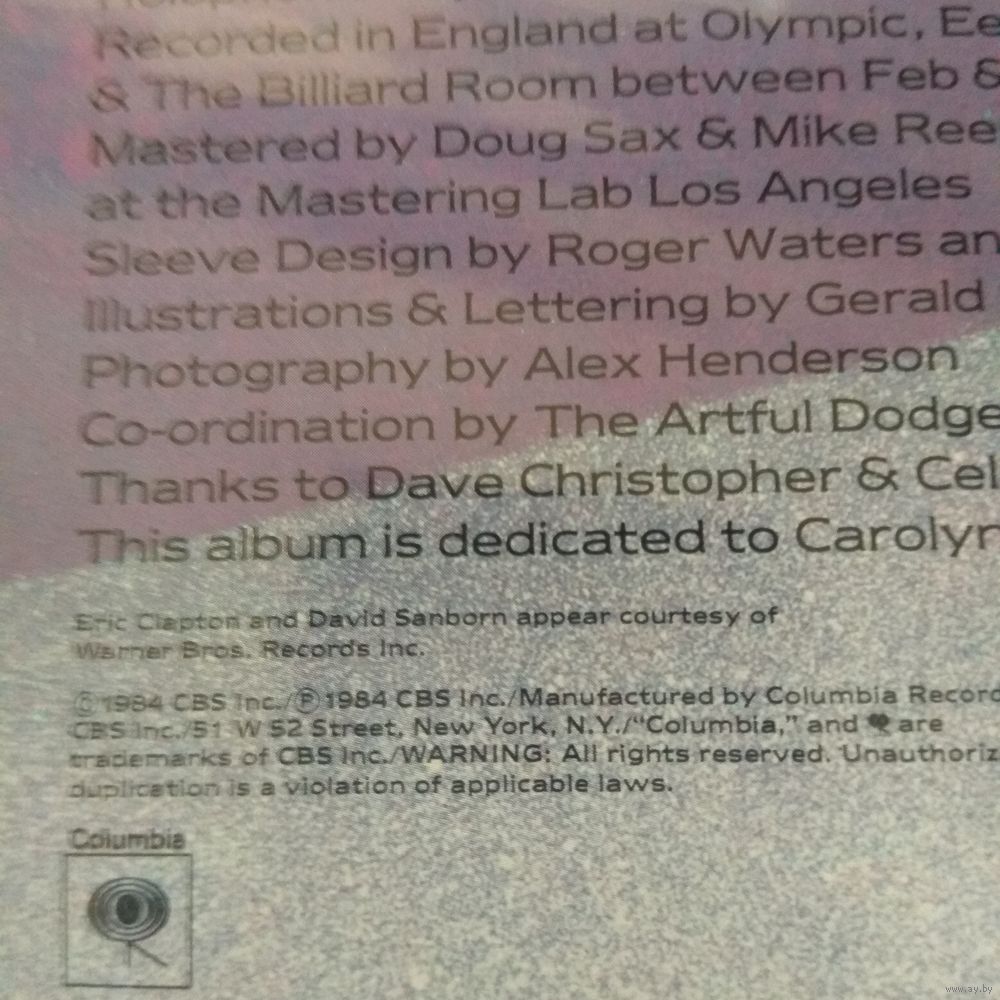 Recorded in England at Olympic, Ee
& The Billiard Room between Feb &
Mastered by Doug Sax & Mike Ree
at the Mastering Lab Los Angeles
Sleeve Design by Roger Waters an
Illustrations & Lettering by Gerald
Photography by Alex Henderson
Co-ordination by The Artful Dodge
Thanks to Dave Christopher & Cel
This album is dedicated to Carolyn
Eric Clapton and David Sanborn appear courtesy of
Warner Bros. Records Inc.
© 1984 CBS Inc./℗ 1984 CBS Inc./Manufactured by Columbia Record
CBS Inc./51 W 52 Street, New York, N.Y./“Columbia,” and are
trademarks of CBS Inc./WARNING: All rights reserved. Unauthoriz
duplication is a violation of applicable laws.
Columbia
www.ay.by